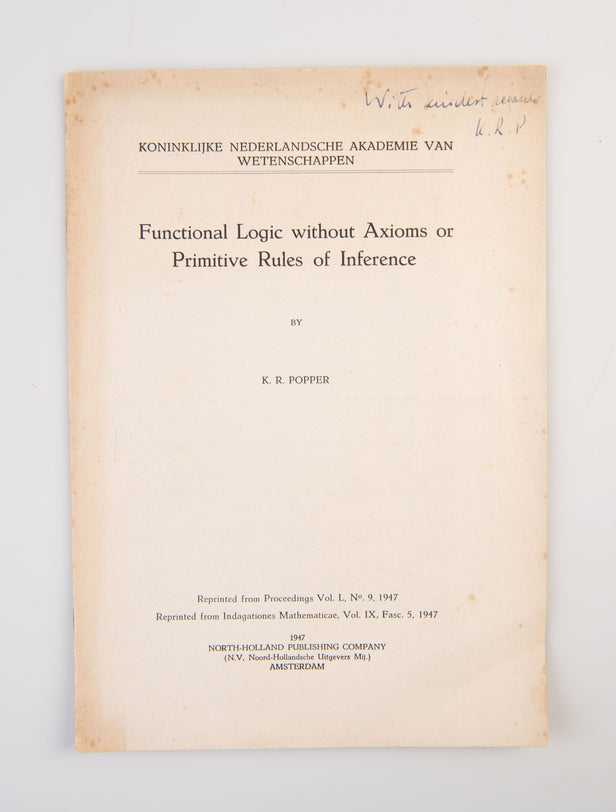 With kindest regards
K. R. P
KONINKLIJKE NEDERLANDSCHE AKADEMIE VAN
WETENSCHAPPEN
Functional Logic without Axioms or
Primitive Rules of Inference
BY
K. R. POPPER
Reprinted from Proceedings Vol. L, Nº. 9, 1947
Reprinted from Indagationes Mathematicae, Vol. IX, Fasc. 5, 1947
1947
NORTH-HOLLAND PUBLISHING COMPANY
(N.V. Noord-Hollandsche Uitgevers Mij.)
AMSTERDAM